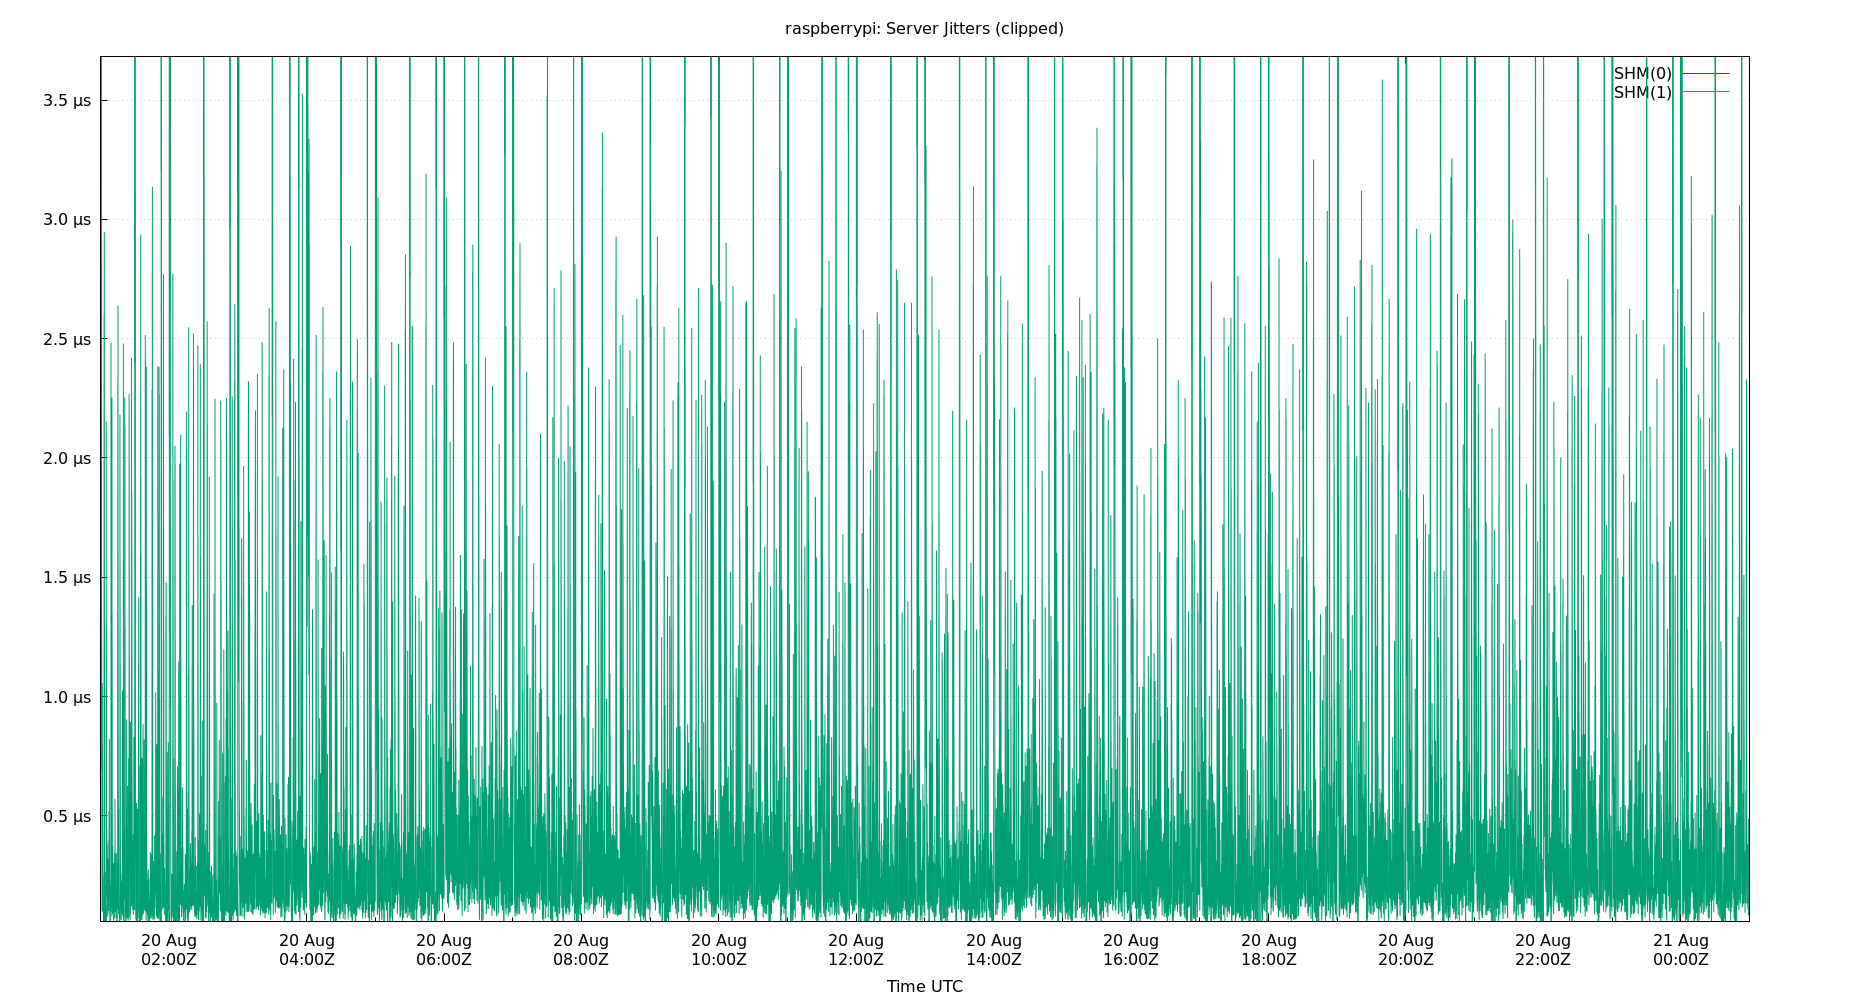 raspberrypi: Server Jitters (clipped)
SHM(0)
SHM(1)
3.5 µs
3.0 µs
2.5 µs
2.0 µs
1.5 µs
1.0 µs
0.5 µs
20 Aug 20 Aug 20 Aug 20 Aug 20 Aug 20 Aug 20 Aug 20 Aug 20 Aug 20 Aug 20 Aug 21 Aug
02:00Z 04:00Z 06:00Z 08:00Z 10:00Z 12:00Z 14:00Z 16:00Z 18:00Z 20:00Z 22:00Z 00:00Z
Time UTC